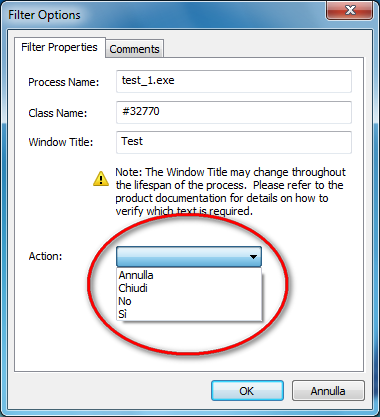 Filter Options
Filter Properties Comments
Process Name: test_1.exe
Class Name: #32770
Window Title: Test
Note: The Window Title may change throughout
the lifespan of the process. Please refer to the
product documentation for details on how to
verify which text is required.
Action:
Annulla
Chiudi
No
Sì
OK Annulla